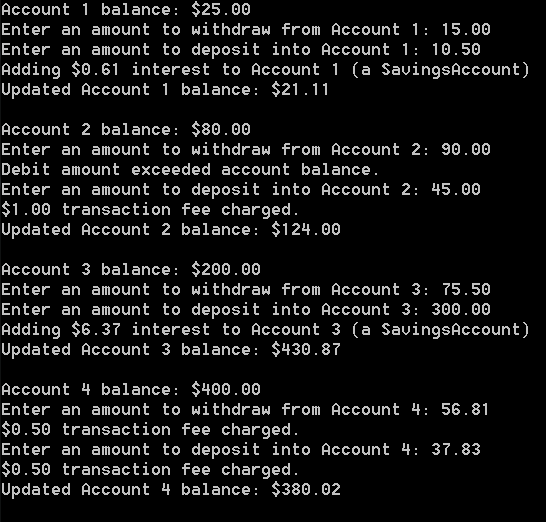 Account 1 balance: $25.00
Enter an amount to withdraw from Account 1: 15.00
Enter an amount to deposit into Account 1: 10.50
Adding $0.61 interest to Account 1 (a SavingsAccount)
Updated Account 1 balance: $21.11

Account 2 balance: $80.00
Enter an amount to withdraw from Account 2: 90.00
Debit amount exceeded account balance.
Enter an amount to deposit into Account 2: 45.00
$1.00 transaction fee charged.
Updated Account 2 balance: $124.00

Account 3 balance: $200.00
Enter an amount to withdraw from Account 3: 75.50
Enter an amount to deposit into Account 3: 300.00
Adding $6.37 interest to Account 3 (a SavingsAccount)
Updated Account 3 balance: $430.87

Account 4 balance: $400.00
Enter an amount to withdraw from Account 4: 56.81
$0.50 transaction fee charged.
Enter an amount to deposit into Account 4: 37.83
$0.50 transaction fee charged.
Updated Account 4 balance: $380.02